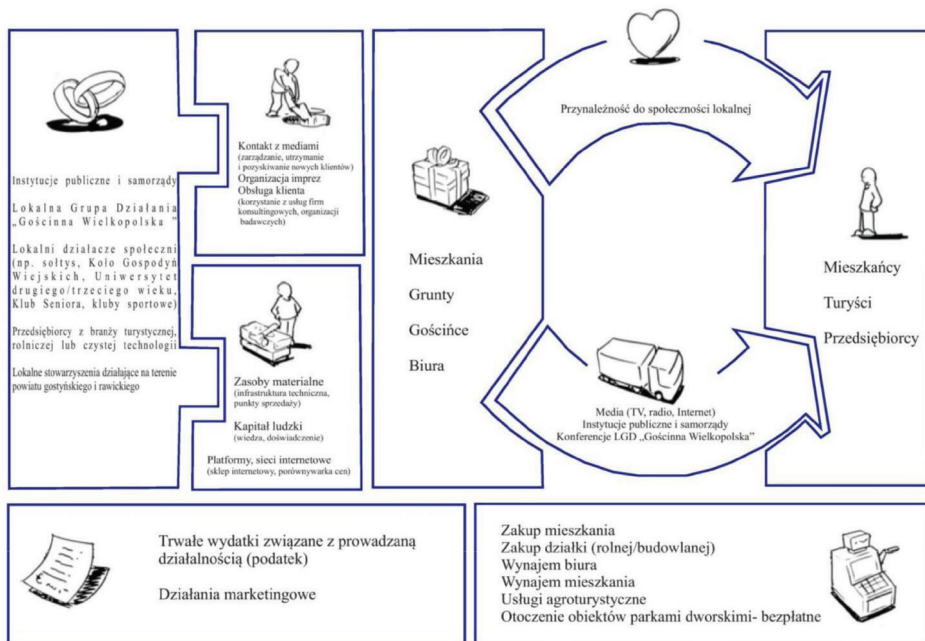 Instytucje publiczne i samorządy
Lokalna Grupa Działania
„Gościnna Wielkopolska ”
Lokalni działacze społeczni
(np. sołtys, Koło Gospodyń
Wiejskich, Uniwersytet
drugiego/trzeciego wieku,
Klub Seniora, kluby sportowe)
Przedsiębiorcy z branży turystycznej,
rolniczej lub czystej technologii
Lokalne stowarzyszenia działające na terenie
powiatu gostyńskiego i rawickiego
Kontakt z mediami
(zarządzanie, utrzymanie
i pozyskiwanie nowych klientów)
Organizacja imprez
Obsługa klienta
(korzystanie z usług firm
konsultingowych, organizacji
badawczych)
Zasoby materialne
(infrastruktura techniczna,
punkty sprzedaży)
Kapitał ludzki
(wiedza, doświadczenie)
Platformy, sieci internetowe
(sklep internetowy, porównywarka cen)
Mieszkania
Grunty
Gościńce
Biura
Przynależność do społeczności lokalnej
Media (TV, radio, Internet)
Instytucje publiczne i samorządy
Konferencje LGD „Gościnna Wielkopolska”
Mieszkańcy
Turyści
Przedsiębiorcy
Trwałe wydatki związane z prowadzaną
działalnością (podatek)
Działania marketingowe
Zakup mieszkania
Zakup działki (rolnej/budowlanej)
Wynajem biura
Wynajem mieszkania
Usługi agroturystyczne
Otoczenie obiektów parkami dworskimi- bezpłatne